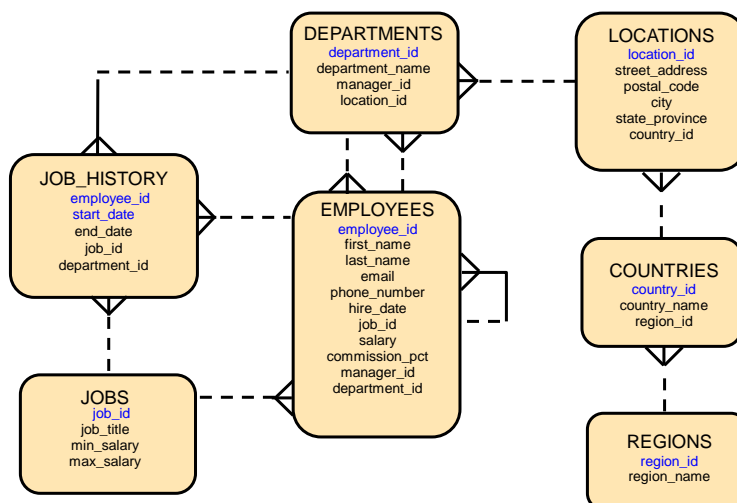 DEPARTMENTS
department_id
department_name
manager_id
location_id
LOCATIONS
location_id
street_address
postal_code
city
state_province
country_id
JOB_HISTORY
employee_id
start_date
end_date
job_id
department_id
EMPLOYEES
employee_id
first_name
last_name
email
phone_number
hire_date
job_id
salary
commission_pct
manager_id
department_id
COUNTRIES
country_id
country_name
region_id
JOBS
job_id
job_title
min_salary
max_salary
REGIONS
region_id
region_name